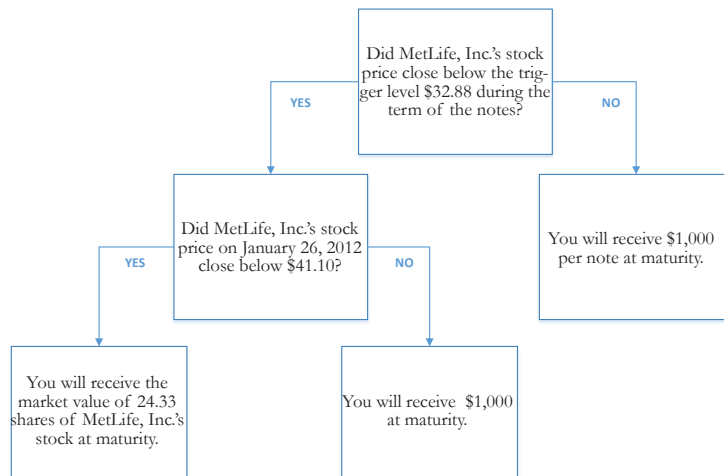 Did MetLife, Inc.'s stock
price close below the trig-
ger level $32.88 during the
term of the notes?
YES
NO
Did MetLife, Inc.'s stock
price on January 26, 2012
close below $41.10?
You will receive $1,000
per note at maturity.
YES
NO
You will receive the
market value of 24.33
shares of MetLife, Inc.'s
stock at maturity.
You will receive $1,000
at maturity.